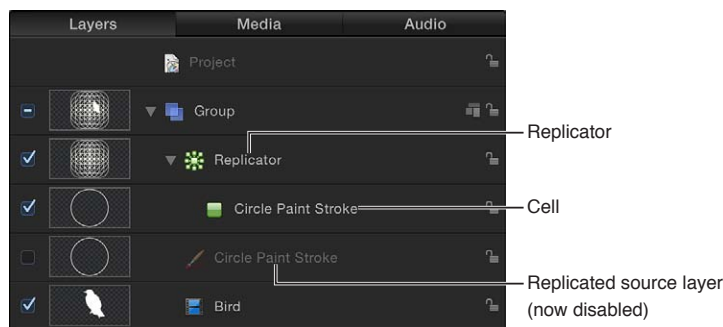 Layers Media Audio
Project
Group
Replicator
Replicator
Circle Paint Stroke
Cell
Circle Paint Stroke
Replicated source layer
(now disabled)
Bird